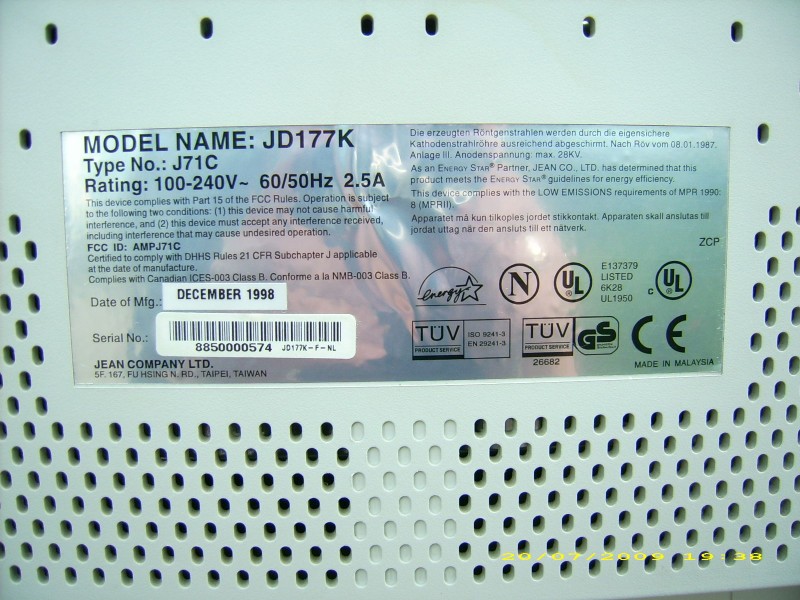 MODEL NAME: JD177K
Type No.: J71C
Rating: 100-240V~ 60/50Hz 2.5A
This device complies with Part 15 of the FCC Rules. Operation is subject
to the following two conditions: (1) this device may not cause harmful
interference, and (2) this device must accept any interference received,
including interference that may cause undesired operation.
FCC ID: AMPJ71C
Certified to comply with DHHS Rules 21 CFR Subchapter J applicable
at the date of manufacture.
Complies with Canadian ICES-003 Class B. Conforme a la NMB-003 Class B.
Date of Mfg.: DECEMBER 1998
Serial No.:
8850000574 JD177K-F-NL
JEAN COMPANY LTD.
5F. 167, FU HSING N. RD., TAIPEI, TAIWAN
Die erzeugten Röntgenstrahlen werden durch die eigensichere
Kathodenstrahlröhre ausreichend abgeschirmt. Nach Röv vom 08.01.1987.
Anlage III. Anodenspannung: max. 28KV.
As an ENERGY STAR® Partner, JEAN CO., LTD. has determined that this
product meets the ENERGY STAR® guidelines for energy efficiency.
This device complies with the LOW EMISSIONS requirements of MPR 1990:
8 (MPRII).
Apparatet må kun tilkoples jordet stikkontakt. Apparaten skall anslutas till
jordat uttag när den ansluts till ett nätverk.
ZCP
energy
N
UL
E137379
LISTED
6K28
UL1950
c UL
TÜV
PRODUCT SERVICE
ISO 9241-3
EN 29241-3
TÜV
PRODUCT SERVICE
GS
26682
CE
MADE IN MALAYSIA
20/07/2009 19:38